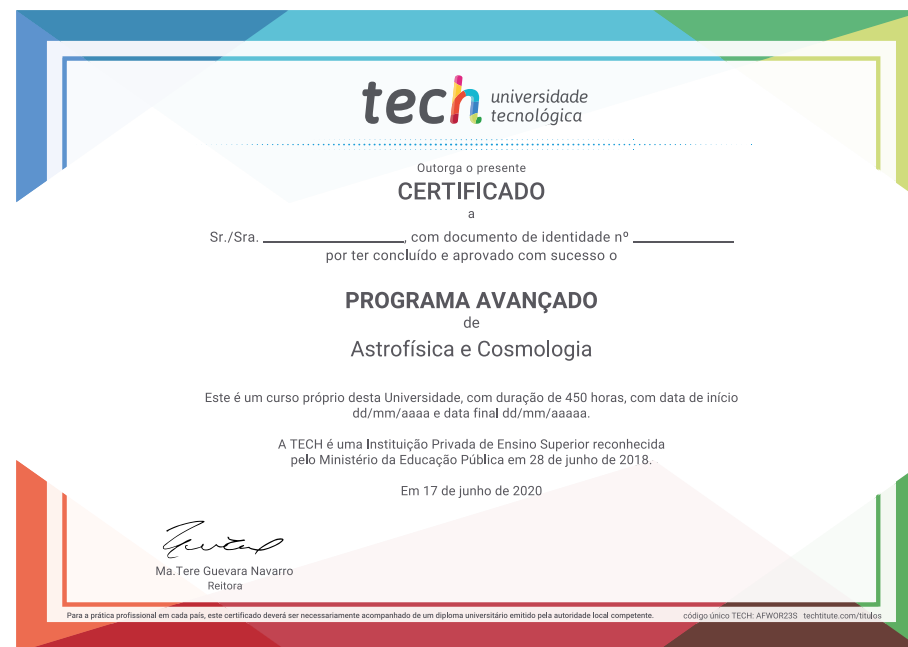 tech universidade
tecnológica
Outorga o presente
CERTIFICADO
a
Sr./Sra. ________________, com documento de identidade nº ____________
por ter concluído e aprovado com sucesso o
PROGRAMA AVANÇADO
de
Astrofísica e Cosmologia
Este é um curso próprio desta Universidade, com duração de 450 horas, com data de início
dd/mm/aaaa e data final dd/mm/aaaaa.
A TECH é uma Instituição Privada de Ensino Superior reconhecida
pelo Ministério da Educação Pública em 28 de junho de 2018.
Em 17 de junho de 2020
Ma.Tere Guevara Navarro
Reitora
Para a prática profissional em cada país, este certificado deverá ser necessariamente acompanhado de um diploma universitário emitido pela autoridade local competente. código único TECH: AFWOR23S techtitute.com/titulos